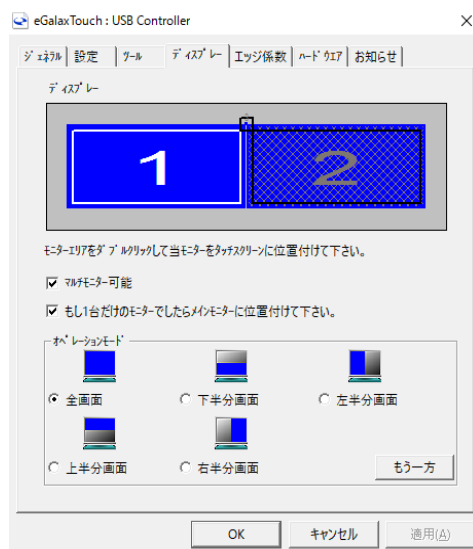 eGalaxTouch : USB Controller
ジェネラル 設定 ツール ディスプレー エッジ係数 ハードウエア お知らせ
ディスプレー
1 2
モニターエリアをダブルクリックして当モニターをタッチスクリーンに位置付けて下さい。
マルチモニター可能
もし1台だけのモニターでしたらメインモニターに位置付けて下さい。
オペレーションモード
全画面 下半分画面 左半分画面
上半分画面 右半分画面 もう一方
OK キャンセル 適用(A)